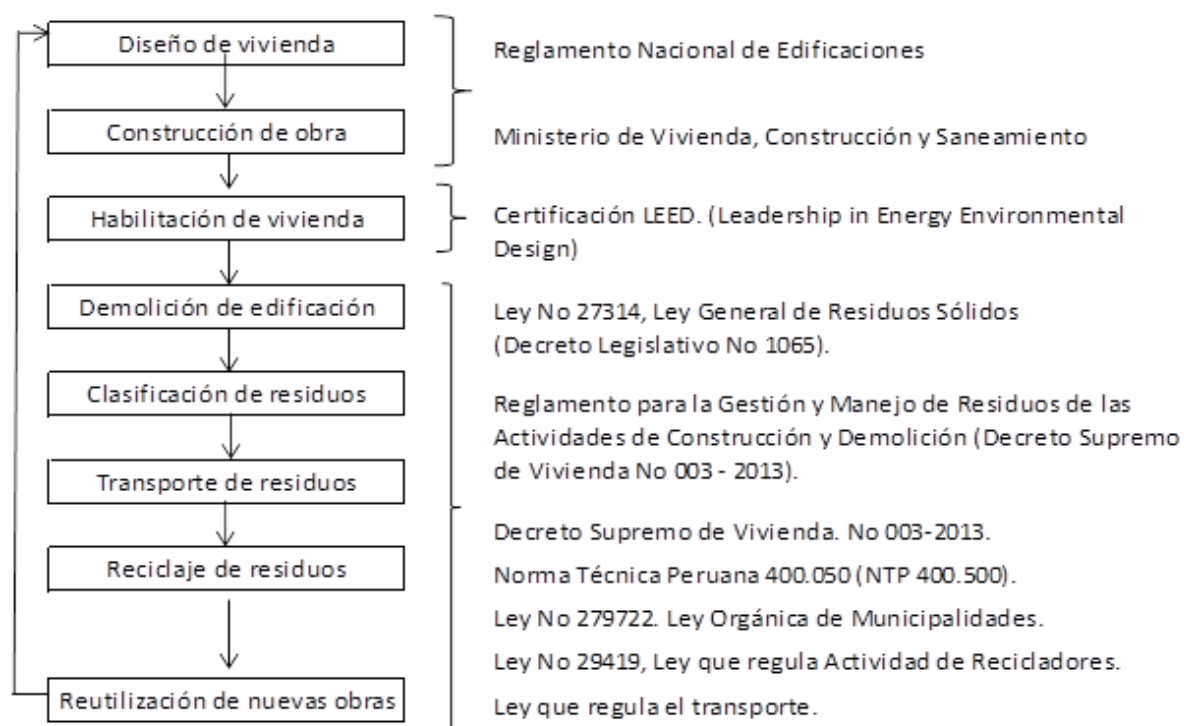 Diseño de vivienda
Construcción de obra
Reglamento Nacional de Edificaciones
Ministerio de Vivienda, Construcción y Saneamiento
Habilitación de vivienda
Certificación LEED. (Leadership in Energy Environmental
Design)
Demolición de edificación
Clasificación de residuos
Transporte de residuos
Reciclaje de residuos
Reutilización de nuevas obras
Ley No 27314, Ley General de Residuos Sólidos
(Decreto Legislativo No 1065).
Reglamento para la Gestión y Manejo de Residuos de las
Actividades de Construcción y Demolición (Decreto Supremo
de Vivienda No 003 - 2013).
Decreto Supremo de Vivienda. No 003-2013.
Norma Técnica Peruana 400.050 (NTP 400.500).
Ley No 279722. Ley Orgánica de Municipalidades.
Ley No 29419, Ley que regula Actividad de Recicladores.
Ley que regula el transporte.